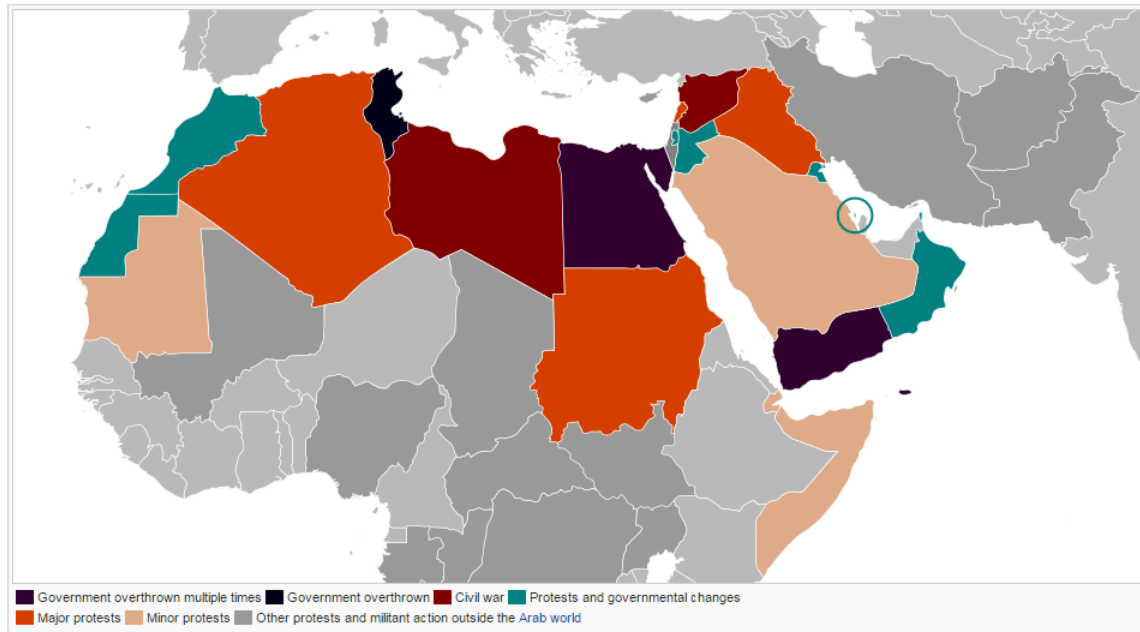 Government overthrown multiple times Government overthrown Civil war Protests and governmental changes
Major protests Minor protests Other protests and militant action outside the Arab world